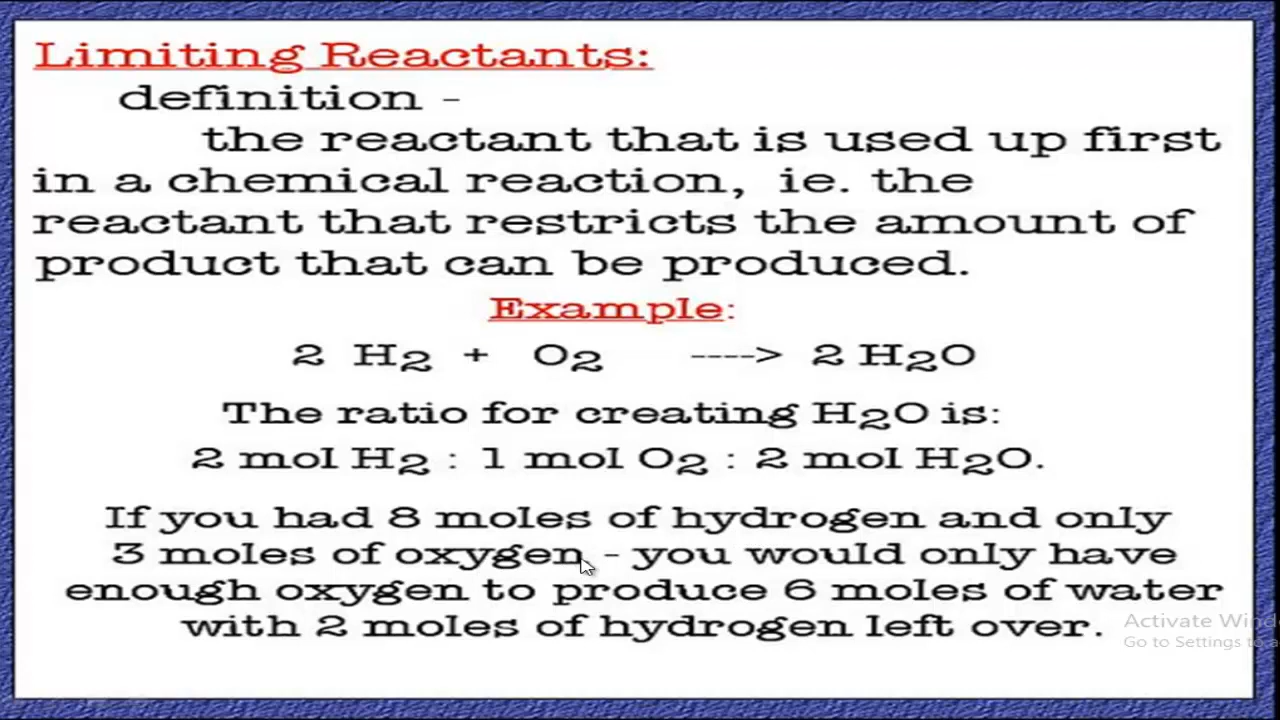 Limiting Reactants:
definition -
the reactant that is used up first
in a chemical reaction, ie. the
reactant that restricts the amount of
product that can be produced.
Example:
2 H2 + O2 ----> 2 H2O
The ratio for creating H2O is:
2 mol H2 : 1 mol O2 : 2 mol H2O.
If you had 8 moles of hydrogen and only
3 moles of oxygen - you would only have
enough oxygen to produce 6 moles of water
with 2 moles of hydrogen left over.
Activate Wind
Go to Settings to a